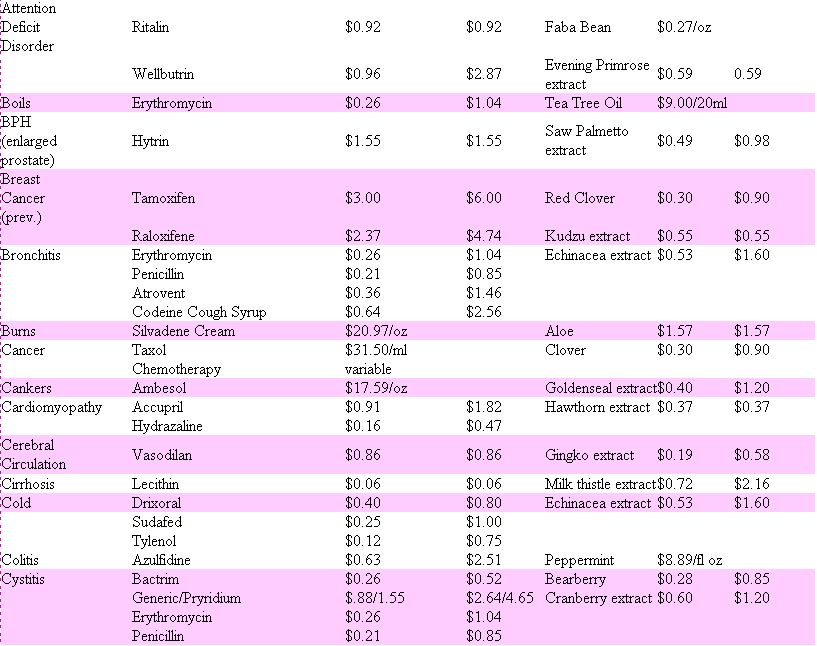 Attention
Deficit Ritalin $0.92 $0.92 Faba Bean $0.27/oz
Disorder
Wellbutrin $0.96 $2.87 Evening Primrose $0.59 0.59
extract
Boils Erythromycin $0.26 $1.04 Tea Tree Oil $9.00/20ml
BPH
(enlarged Hytrin $1.55 $1.55 Saw Palmetto $0.49 $0.98
prostate) extract
Breast
Cancer Tamoxifen $3.00 $6.00 Red Clover $0.30 $0.90
(prev.)
Raloxifene $2.37 $4.74 Kudzu extract $0.55 $0.55
Bronchitis Erythromycin $0.26 $1.04 Echinacea extract $0.53 $1.60
Penicillin $0.21 $0.85
Atrovent $0.36 $1.46
Codeine Cough Syrup $0.64 $2.56
Burns Silvadene Cream $20.97/oz Aloe $1.57 $1.57
Cancer Taxol $31.50/ml Clover $0.30 $0.90
Chemotherapy variable
Cankers Ambesol $17.59/oz Goldenseal extract $0.40 $1.20
Cardiomyopathy Accupril $0.91 $1.82 Hawthorn extract $0.37 $0.37
Hydrazaline $0.16 $0.47
Cerebral
Circulation Vasodilan $0.86 $0.86 Gingko extract $0.19 $0.58
Cirrhosis Lecithin $0.06 $0.06 Milk thistle extract $0.72 $2.16
Cold Drixoral $0.40 $0.80 Echinacea extract $0.53 $1.60
Sudafed $0.25 $1.00
Tylenol $0.12 $0.75
Colitis Azulfidine $0.63 $2.51 Peppermint $8.89/fl oz
Cystitis Bactrim $0.26 $0.52 Bearberry $0.28 $0.85
Generic/Pryridium $.88/1.55 $2.64/4.65 Cranberry extract $0.60 $1.20
Erythromycin $0.26 $1.04
Penicillin $0.21 $0.85